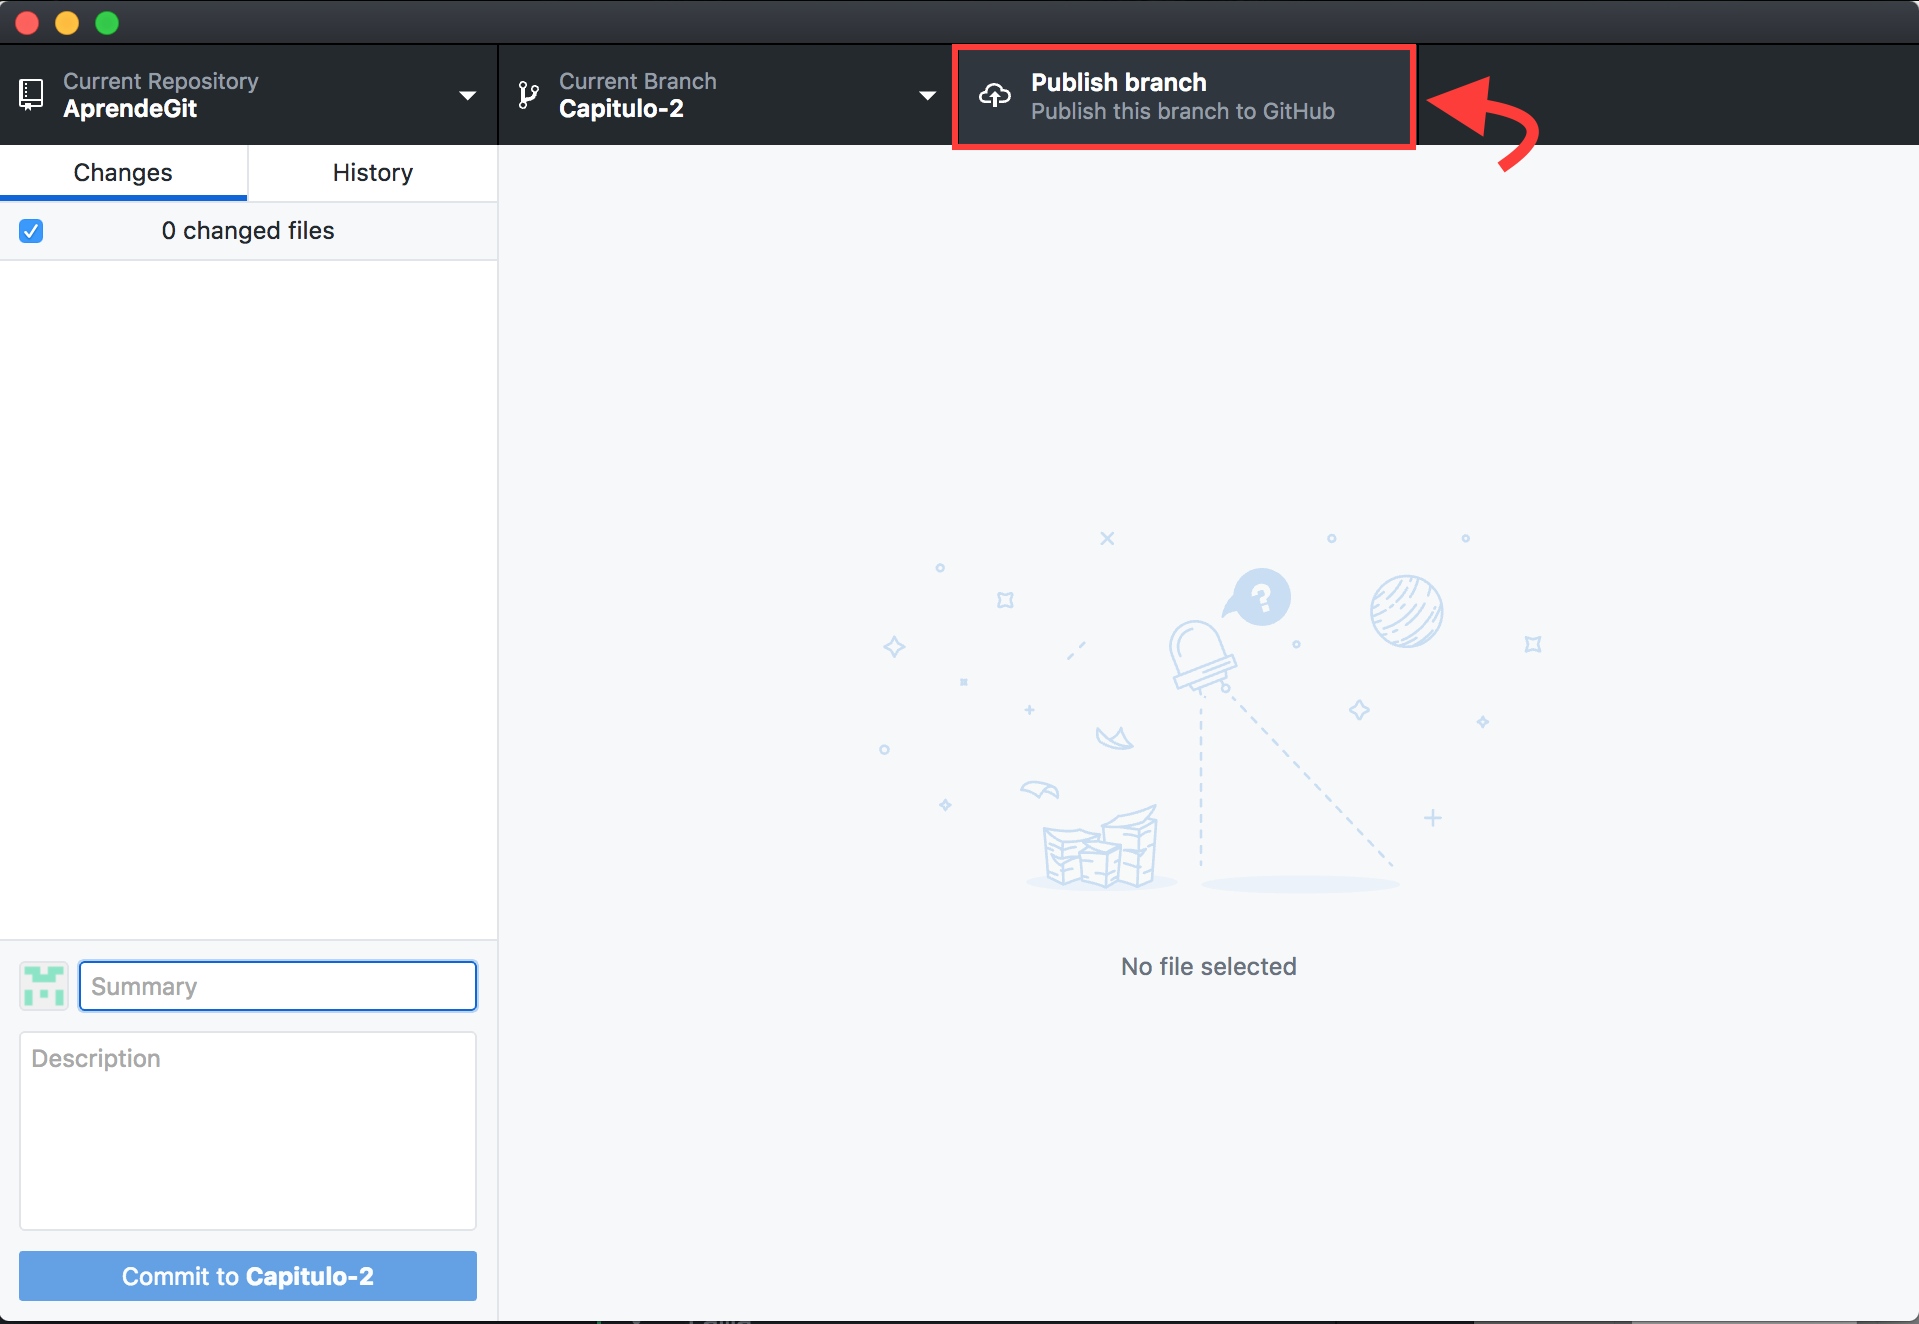 Current Repository
AprendeGit
Current Branch
Capitulo-2
Publish branch
Publish this branch to GitHub
Changes
History
0 changed files
?
No file selected
Summary
Description
Commit to Capitulo-2